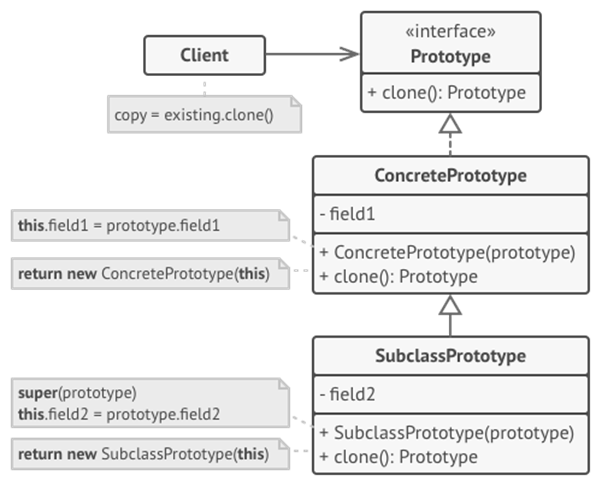 «interface»
Client
Prototype
+ clone(): Prototype
copy = existing.clone()
ConcretePrototype
- field1
this.field1 = prototype.field1
+ ConcretePrototype(prototype)
return new ConcretePrototype(this)
+ clone(): Prototype
SubclassPrototype
- field2
super(prototype)
this.field2 = prototype.field2
+ SubclassPrototype(prototype)
return new SubclassPrototype(this)
+ clone(): Prototype